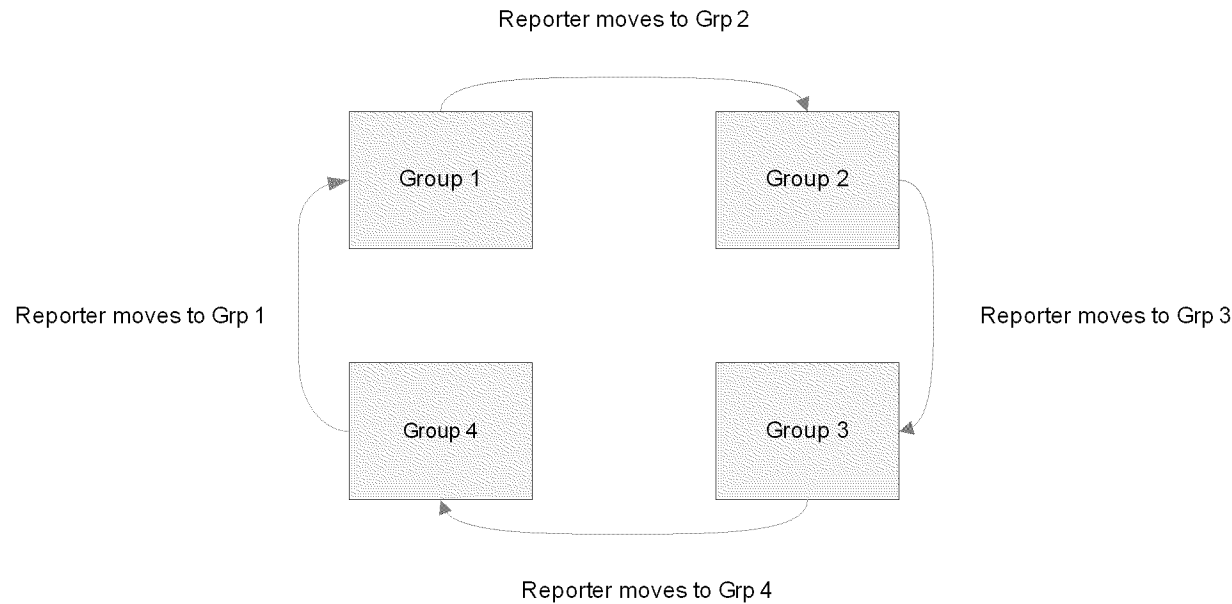 Reporter moves to Grp 2
Group 1
Group 2
Reporter moves to Grp 1
Reporter moves to Grp 3
Group 4
Group 3
Reporter moves to Grp 4